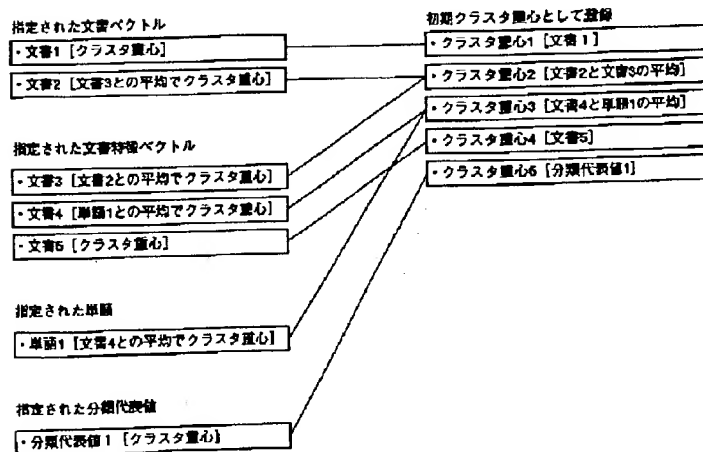 指定された文書ベクトル
・文書1 [クラスタ重心]
・文書2 [文書3との平均でクラスタ重心]
指定された文書特徴ベクトル
・文書3 [文書2との平均でクラスタ重心]
・文書4 [単語1との平均でクラスタ重心]
・文書5 [クラスタ重心]
指定された単語
・単語1 [文書4との平均でクラスタ重心]
指定された分類代表値
・分類代表値1 [クラスタ重心]
初期クラスタ重心として登録
・クラスタ重心1 [文書1]
・クラスタ重心2 [文書2と文書3の平均]
・クラスタ重心3 [文書4と単語1の平均]
・クラスタ重心4 [文書5]
・クラスタ重心5 [分類代表値1]